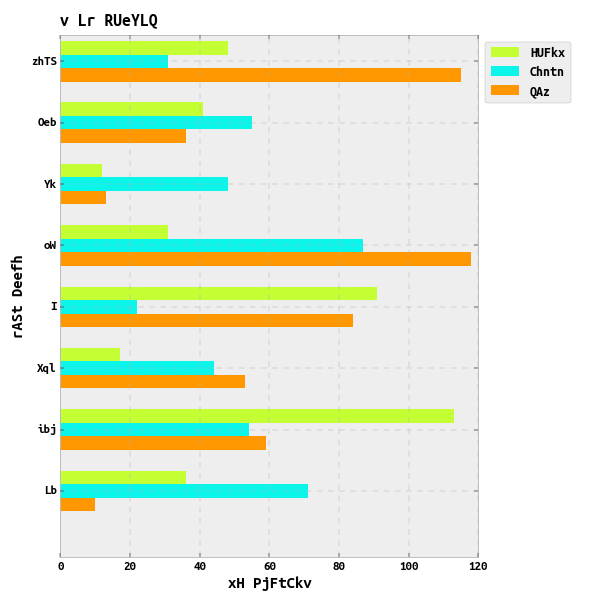 v Lr RUeYLQ
HUFkx
Chntn
QAz
zhTS
Oeb
Yk
oW
I
Xql
ibj
Lb
rASt Deefh
0 20 40 60 80 100 120
xH PjFtCkv